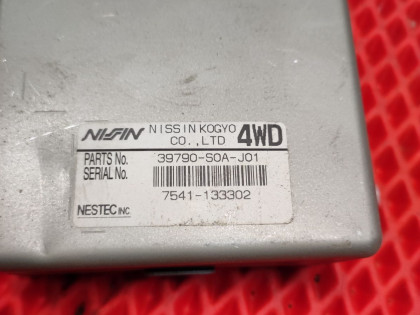 NISSIN NISSIN KOGYO
CO.,LTD 4WD
PARTS No. 39790-S0A-J01
SERIAL No.
7541-133302
NESTEC INC